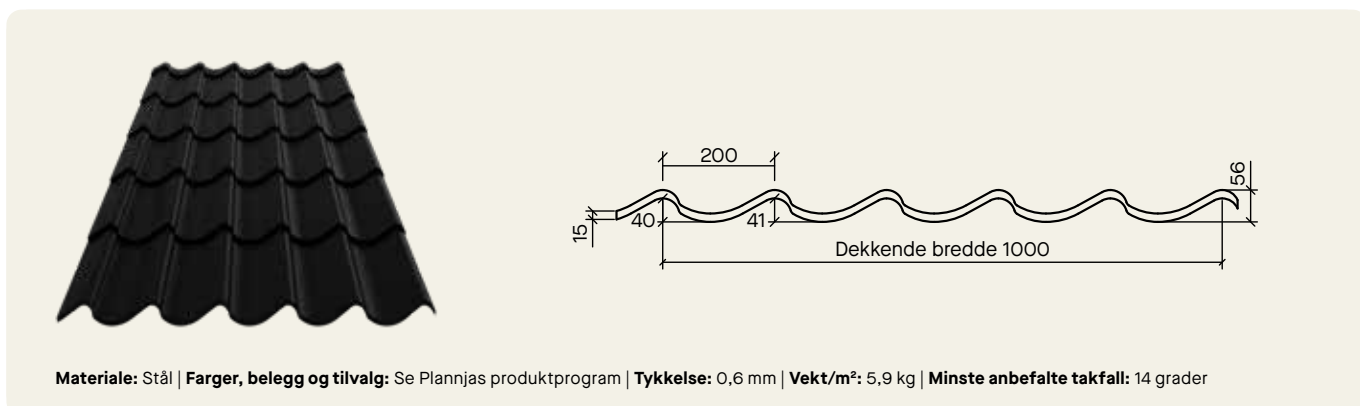 200
56
40
41
15
Dekkende bredde 1000
Materiale: Stål | Farger, belegg og tilvalg: Se Plannjas produktprogram | Tykkelse: 0,6 mm | Vekt/m²: 5,9 kg | Minste anbefalte takfall: 14 grader